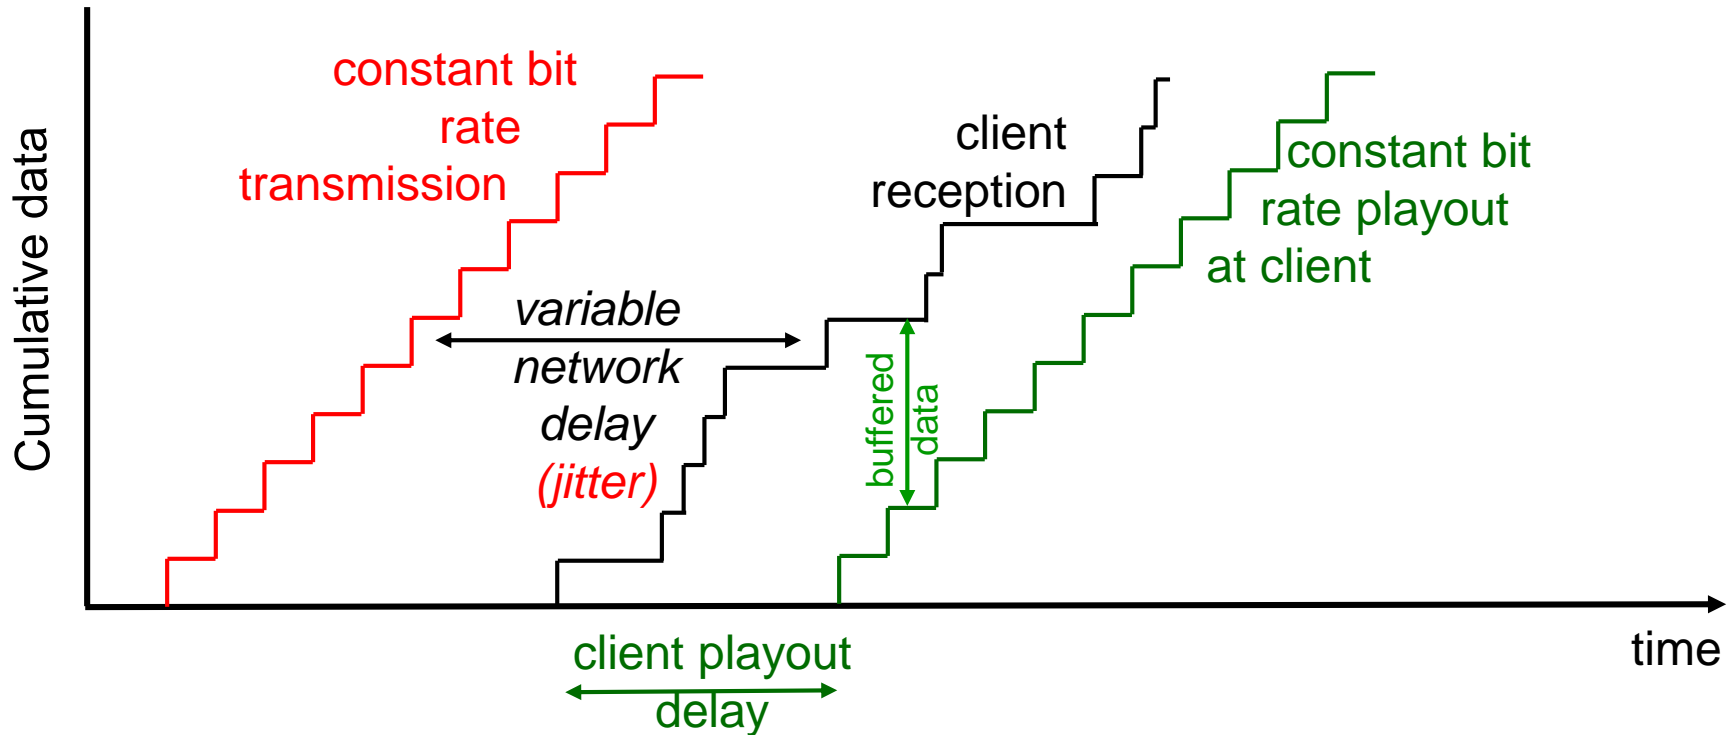 constant bit
rate
transmission
Cumulative data
variable
network
delay
(jitter)
client
reception
buffered
data
constant bit
rate playout
at client
client playout
delay
time